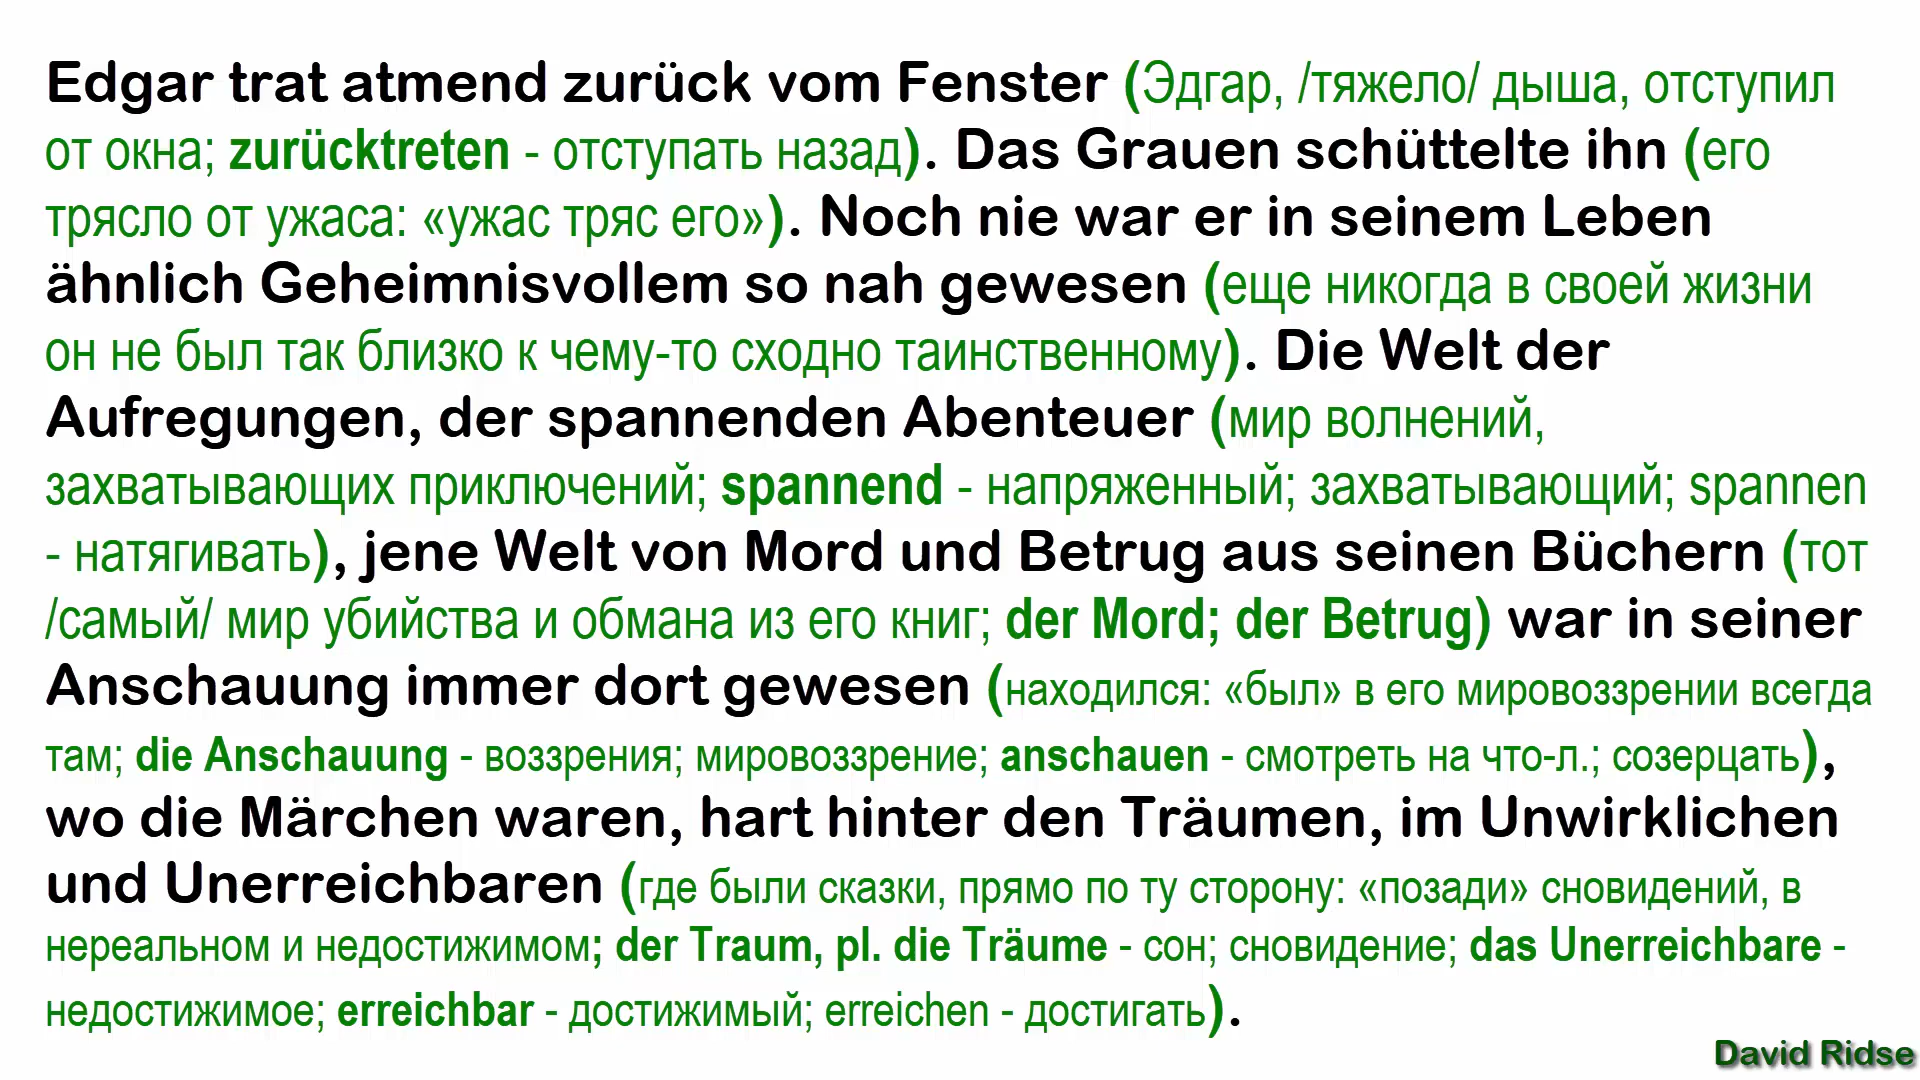 Edgar trat atmend zurück vom Fenster (Эдгар, /тяжело/ дыша, отступил
от окна; zurücktreten - отступать назад). Das Grauen schüttelte ihn (его
трясло от ужаса: «ужас тряс его»). Noch nie war er in seinem Leben
ähnlich Geheimnisvollem so nah gewesen (еще никогда в своей жизни
он не был так близко к чему-то сходно таинственному). Die Welt der
Aufregungen, der spannenden Abenteuer (мир волнений,
захватывающих приключений; spannend - напряженный; захватывающий; spannen
- натягивать), jene Welt von Mord und Betrug aus seinen Büchern (тот
/самый/ мир убийства и обмана из его книг; der Mord; der Betrug) war in seiner
Anschauung immer dort gewesen (находился: «был» в его мировоззрении всегда
там; die Anschauung - воззрения; мировоззрение; anschauen - смотреть на что-л.; созерцать),
wo die Märchen waren, hart hinter den Träumen, im Unwirklichen
und Unerreichbaren (где были сказки, прямо по ту сторону: «позади» сновидений, в
нереальном и недостижимом; der Traum, pl. die Träume - сон; сновидение; das Unerreichbare -
недостижимое; erreichbar - достижимый; erreichen - достигать).
David Ridse